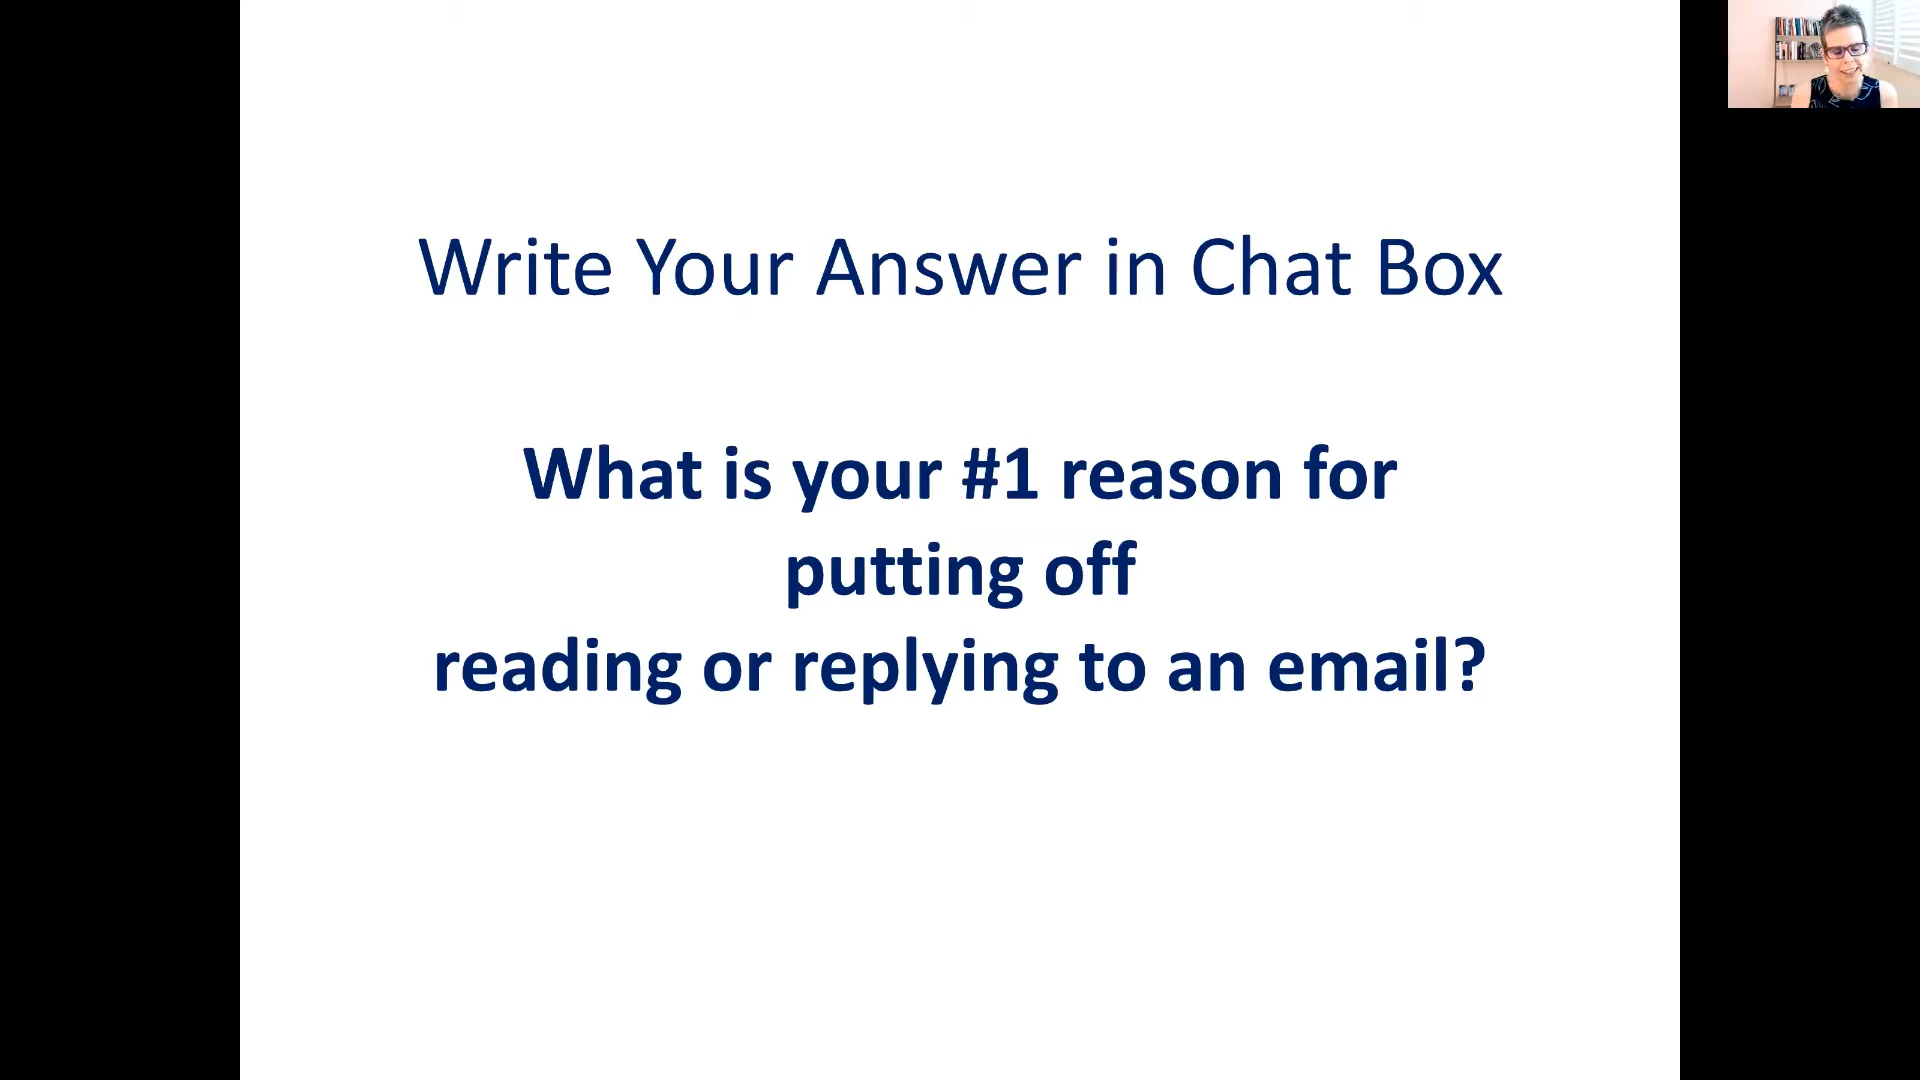 Write Your Answer in Chat Box
What is your #1 reason for
putting off
reading or replying to an email?